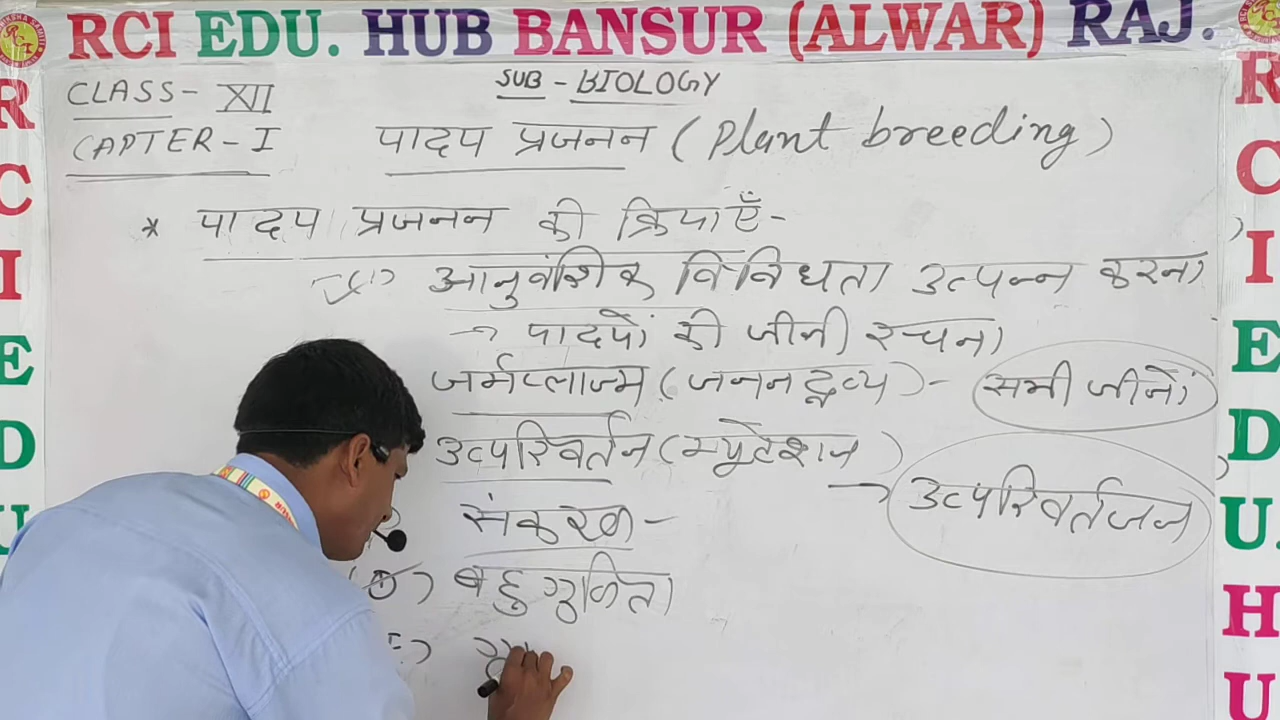 RCI EDU. HUB BANSUR (ALWAR) RAJ.
CLASS- XII
SUB - BIOLOGY
CAPTER-I
पादप प्रजनन (Plant breeding)
* पादप प्रजनन की क्रियाएँ-
आनुवंशिक विविधता उत्पन्न करना
→ पादपों की जीनी रचना
जर्मप्लाज्म (जननद्रव्य) - सभी जीनों
उत्परिवर्तन (म्यूटेशन)
→ उत्परिवर्तजन
संकरण-
(D) बहुगुणिता
E)
R C I E D U
R C I E D U. H U